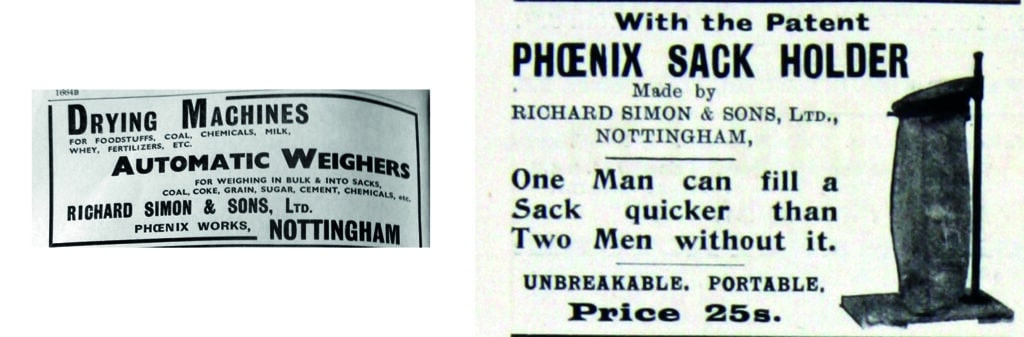 1664B
DRYING MACHINES
FOR FOODSTUFFS, COAL, CHEMICALS, MILK,
WHEY, FERTILIZERS, ETC.
AUTOMATIC WEIGHERS
FOR WEIGHING IN BULK & INTO SACKS,
COAL, COKE, GRAIN, SUGAR, CEMENT, CHEMICALS, etc.
RICHARD SIMON & SONS, LTD.
PHŒNIX WORKS, NOTTINGHAM
With the Patent
PHŒNIX SACK HOLDER
Made by
RICHARD SIMON & SONS, LTD.,
NOTTINGHAM,
One Man can fill a
Sack quicker than
Two Men without it.
UNBREAKABLE. PORTABLE.
Price 25s.